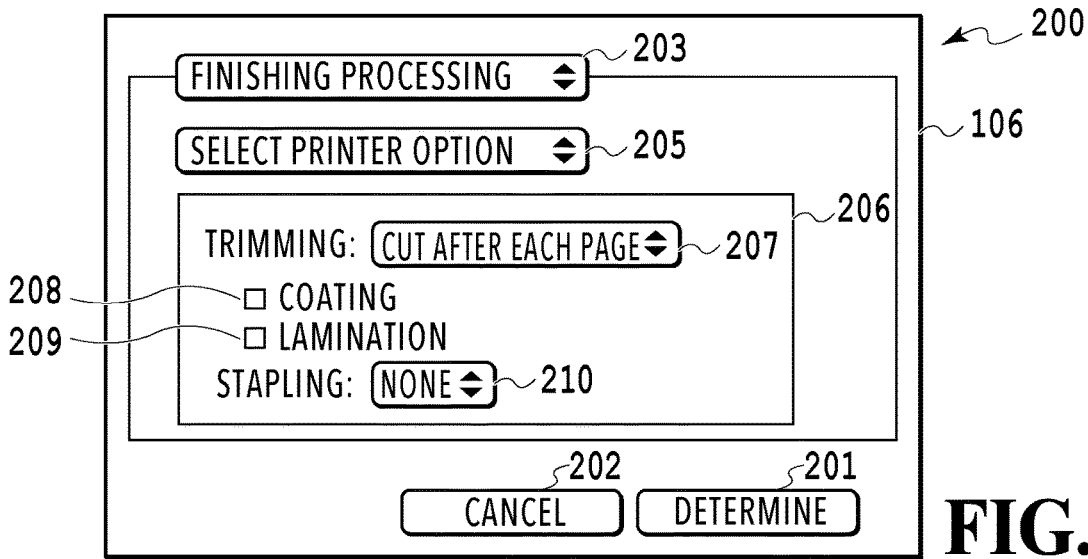 200
203
FINISHING PROCESSING
106
SELECT PRINTER OPTION
205
206
TRIMMING: CUT AFTER EACH PAGE
207
208
COATING
209
LAMINATION
STAPLING: NONE
210
202
201
CANCEL
DETERMINE
FIG.